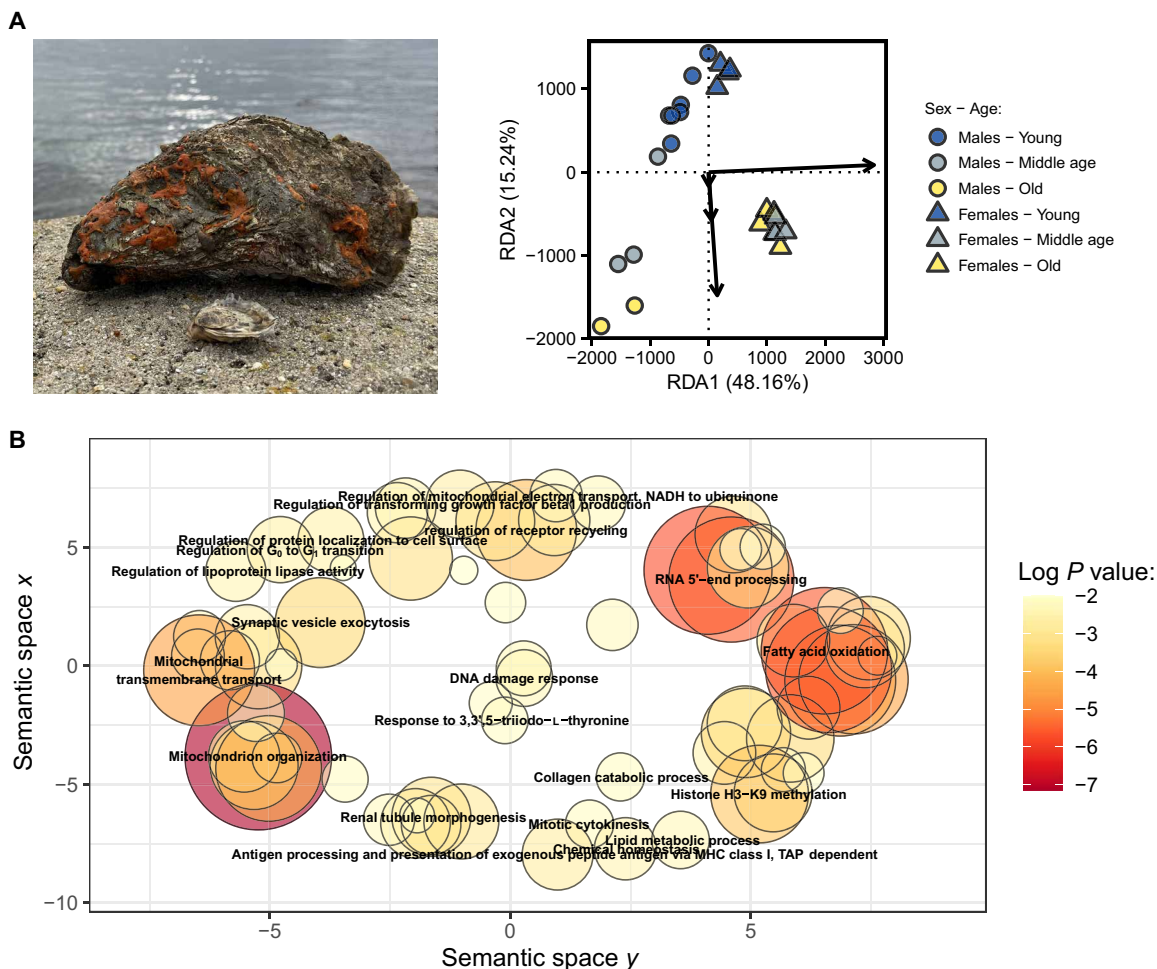 A
RDA2 (15.24%)
1000
0
−1000
−2000
−2000
−1000
0
1000
2000
3000
RDA1 (48.16%)
Sex − Age:
Males − Young
Males − Middle age
Males − Old
Females − Young
Females − Middle age
Females − Old
B
Semantic space x
5
0
−5
−10
Regulation of mitochondrial electron transport, NADH to ubiquinone
Regulation of transforming growth factor beta1 production
regulation of receptor recycling
Regulation of protein localization to cell surface
Regulation of G₀ to G₁ transition
Regulation of lipoprotein lipase activity
RNA 5'−end processing
Synaptic vesicle exocytosis
Fatty acid oxidation
Mitochondrial
transmembrane transport
DNA damage response
Response to 3,3',5−triiodo−L−thyronine
Mitochondrion organization
Collagen catabolic process
Histone H3−K9 methylation
Renal tubule morphogenesis
Mitotic cytokinesis
Lipid metabolic process
Chemical homeostasis
Antigen processing and presentation of exogenous peptide antigen via MHC class I, TAP dependent
−5
0
5
Semantic space y
Log P value:
−2
−3
−4
−5
−6
−7